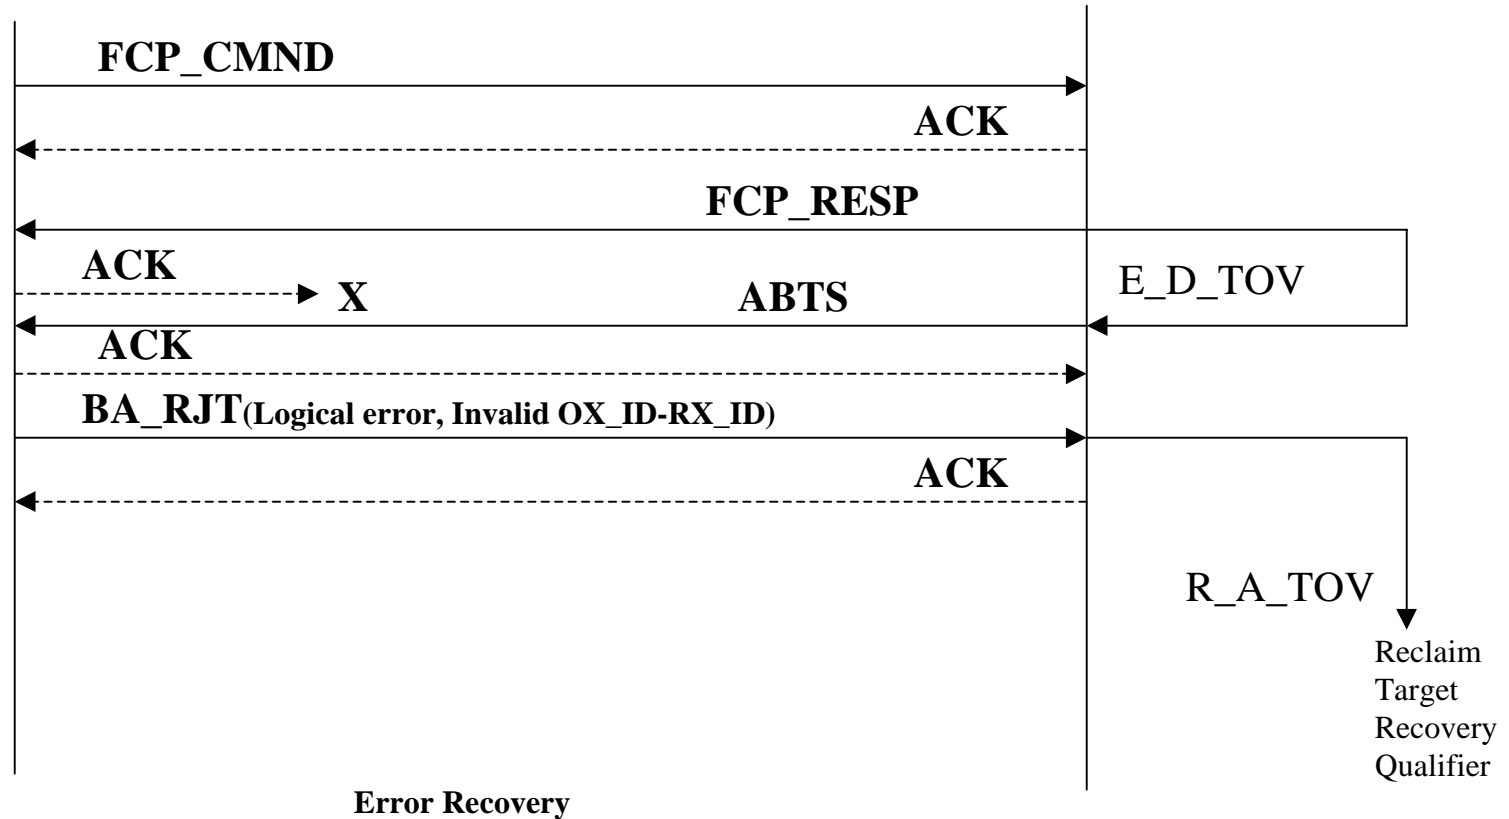 FCP_CMND
ACK
FCP_RESP
ACK
X
ABTS
E_D_TOV
ACK
BA_RJT(Logical error, Invalid OX_ID-RX_ID)
ACK
R_A_TOV
Reclaim
Target
Recovery
Qualifier
Error Recovery